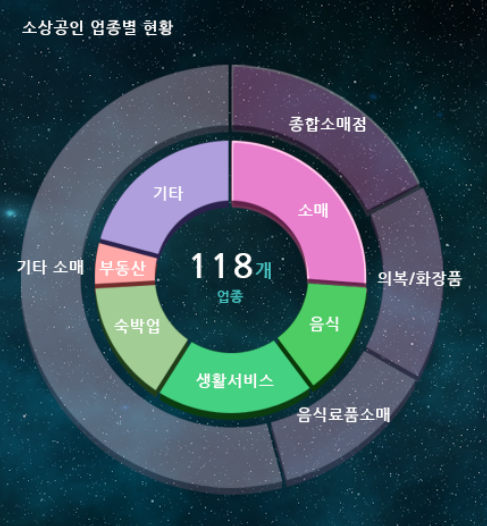 소상공인 업종별 현황
종합소매점
기타
소매
기타 소매
부동산
118개
업종
의복/화장품
숙박업
음식
생활서비스
음식료품소매